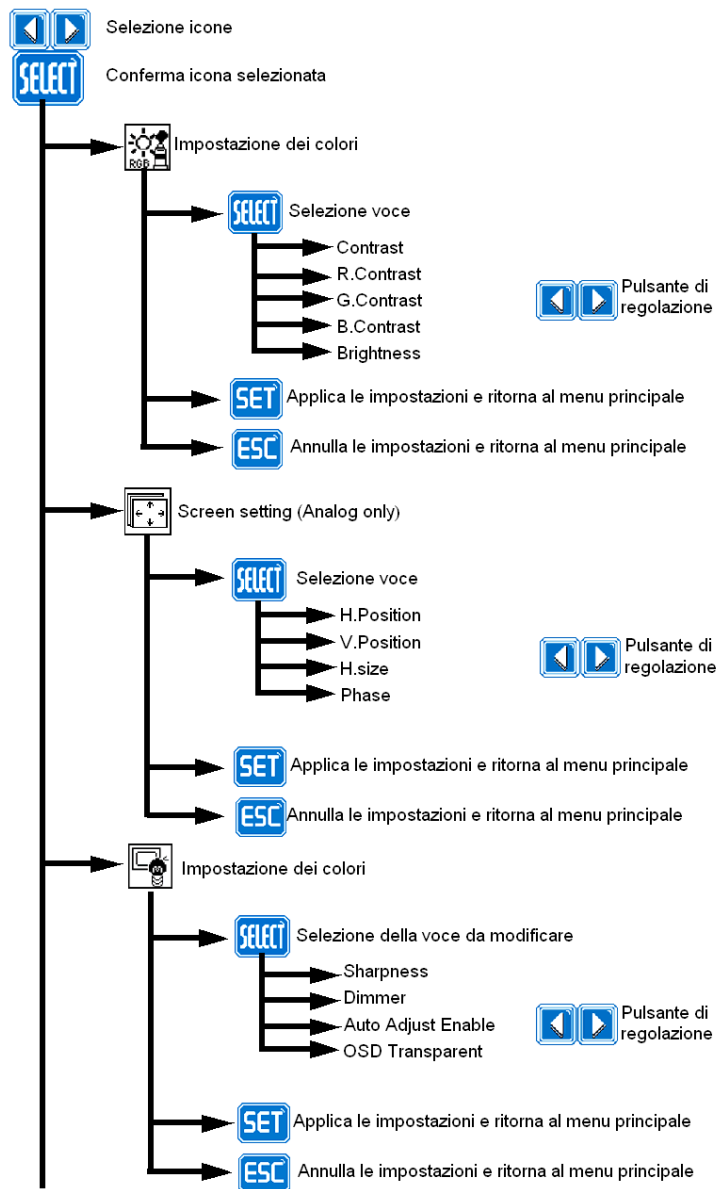 Selezione icone
SELECT Conferma icona selezionata
RGB Impostazione dei colori
SELECT Selezione voce
Contrast
R.Contrast
G.Contrast
B.Contrast
Brightness
Pulsante di
regolazione
SET Applica le impostazioni e ritorna al menu principale
ESC Annulla le impostazioni e ritorna al menu principale
Screen setting (Analog only)
SELECT Selezione voce
H.Position
V.Position
H.size
Phase
Pulsante di
regolazione
SET Applica le impostazioni e ritorna al menu principale
ESC Annulla le impostazioni e ritorna al menu principale
Impostazione dei colori
SELECT Selezione della voce da modificare
Sharpness
Dimmer
Auto Adjust Enable
OSD Transparent
Pulsante di
regolazione
SET Applica le impostazioni e ritorna al menu principale
ESC Annulla le impostazioni e ritorna al menu principale